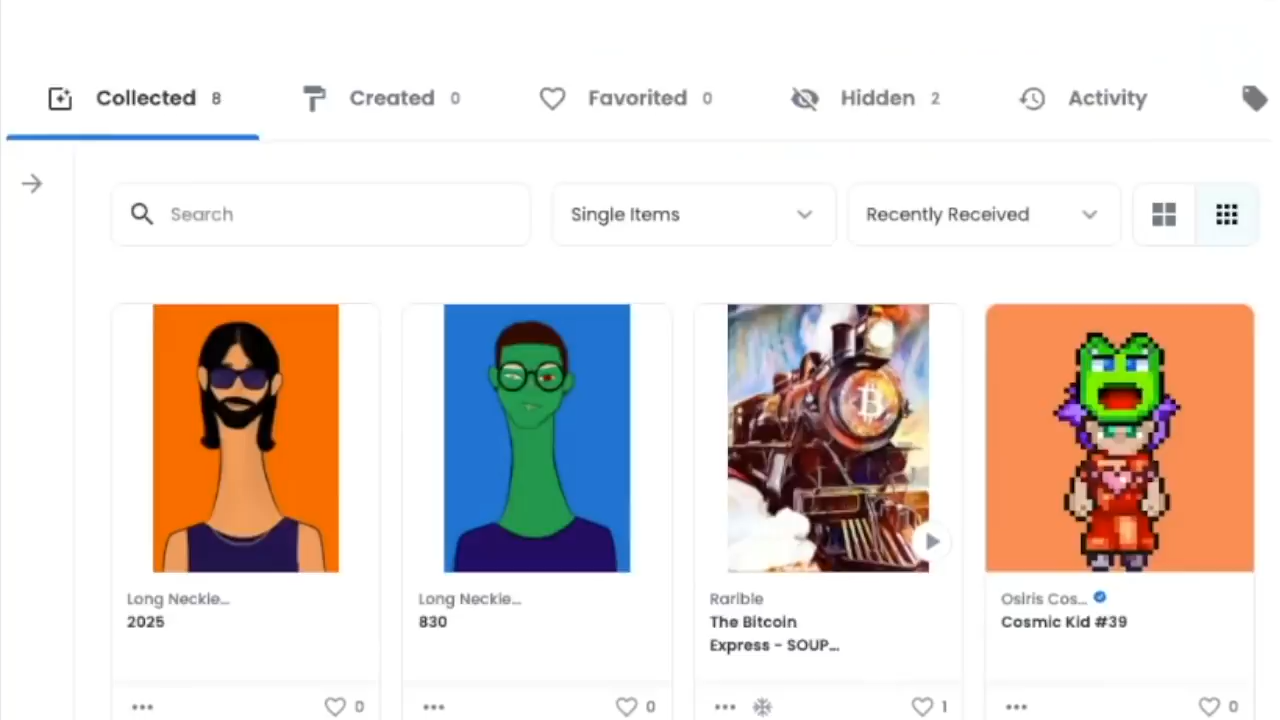 Collected 8 Created 0 Favorited 0 Hidden 2 Activity
Search Single Items Recently Received
Long Neckie... Long Neckie... Rarible Osiris Cos...
2025 830 The Bitcoin Cosmic Kid #39
Express - SOUP...
0 0 1 0